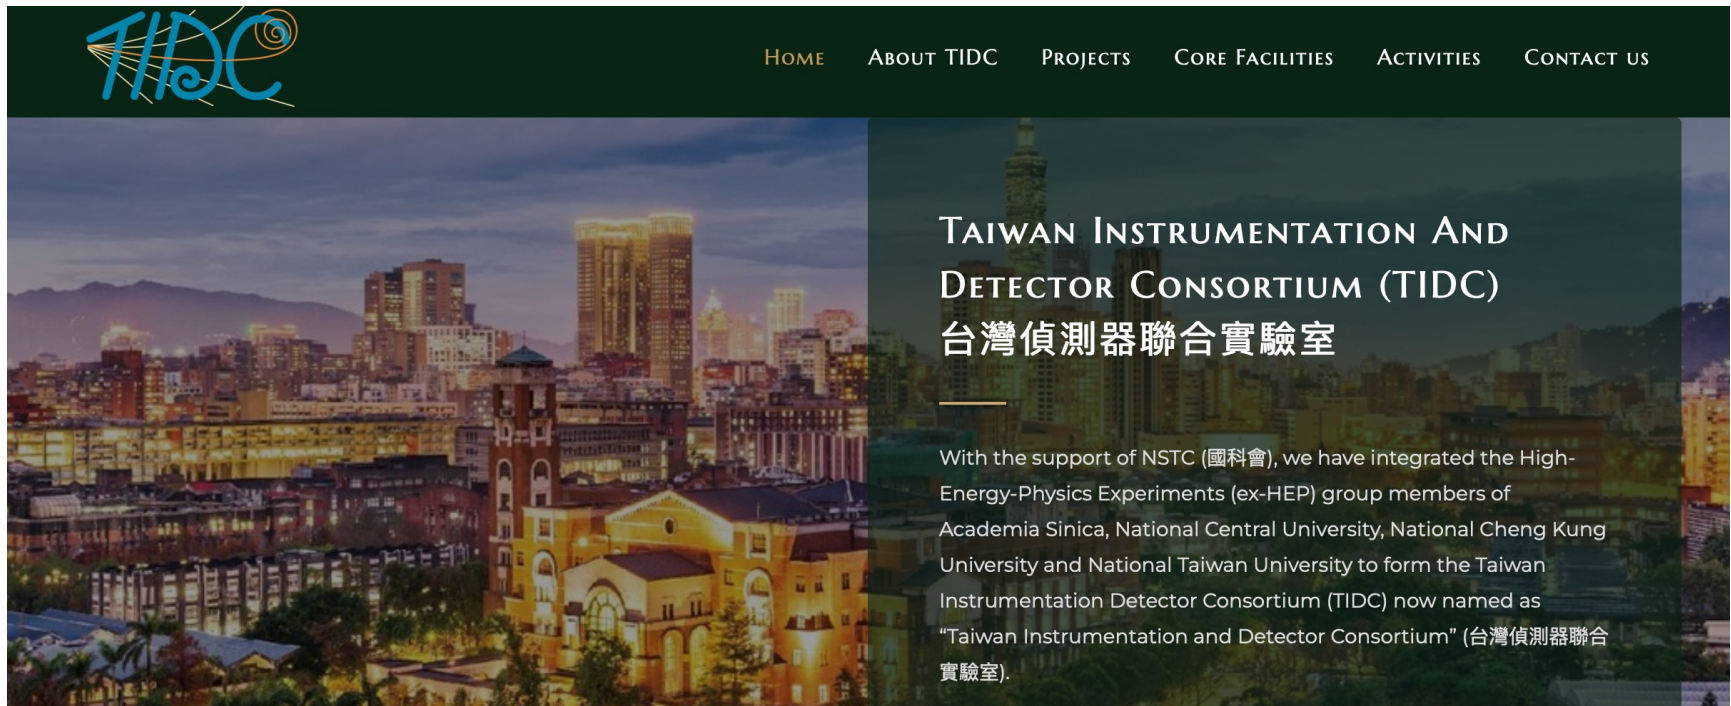 TIDC
Home About TIDC Projects Core Facilities Activities Contact us
Taiwan Instrumentation And
Detector Consortium (TIDC)
台灣偵測器聯合實驗室
With the support of NSTC (國科會), we have integrated the High-
Energy-Physics Experiments (ex-HEP) group members of
Academia Sinica, National Central University, National Cheng Kung
University and National Taiwan University to form the Taiwan
Instrumentation Detector Consortium (TIDC) now named as
“Taiwan Instrumentation and Detector Consortium” (台灣偵測器聯合
實驗室).